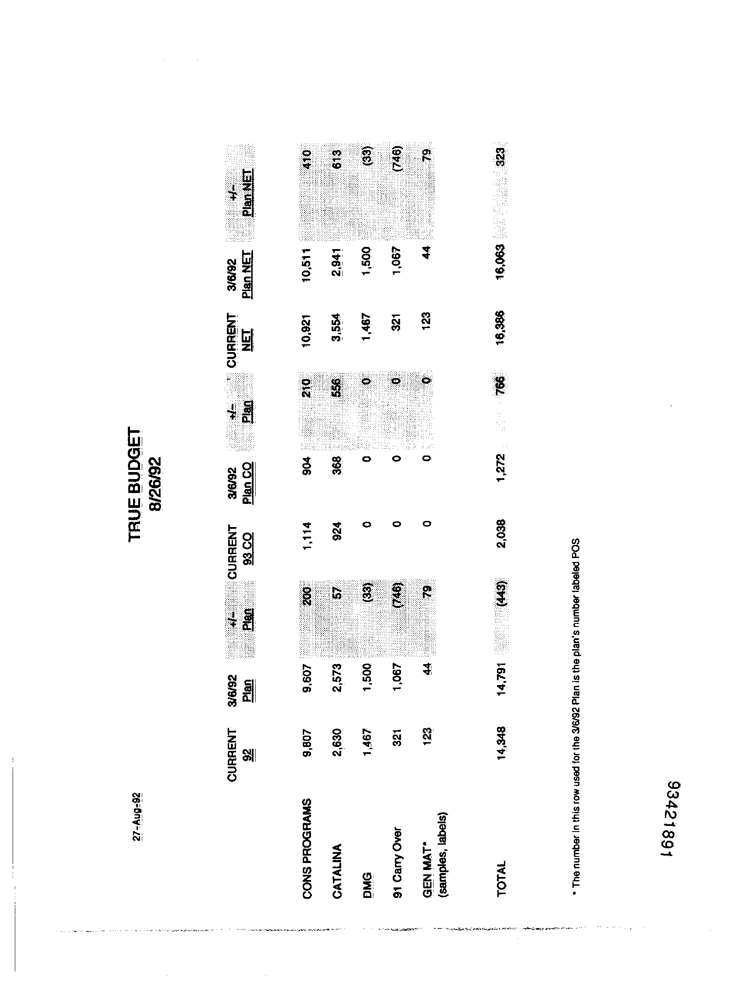 27-Aug-92
TRUE BUDGET
8/26/92
CURRENT 3/6/92 +/- CURRENT 3/6/92 +/- CURRENT 3/6/92 +/-
92 Plan Plan 93 CO Plan CO Plan NET Plan NET Plan NET
CONS PROGRAMS 9,807 9,607 200 1,114 904 210 10,921 10,511 410
CATALINA 2,630 2,573 57 924 368 556 3,554 2,941 613
DMG 1,467 1,500 (33) 0 0 0 1,467 1,500 (33)
91 Carry Over 321 1,067 (746) 0 0 0 321 1,067 (746)
GEN MAT* 123 44 79 0 0 0 123 44 79
(samples, labels)
TOTAL 14,348 14,791 (443) 2,038 1,272 766 16,386 16,063 323
* The number in this row used for the 3/6/92 Plan is the plan's number labeled POS
93421891